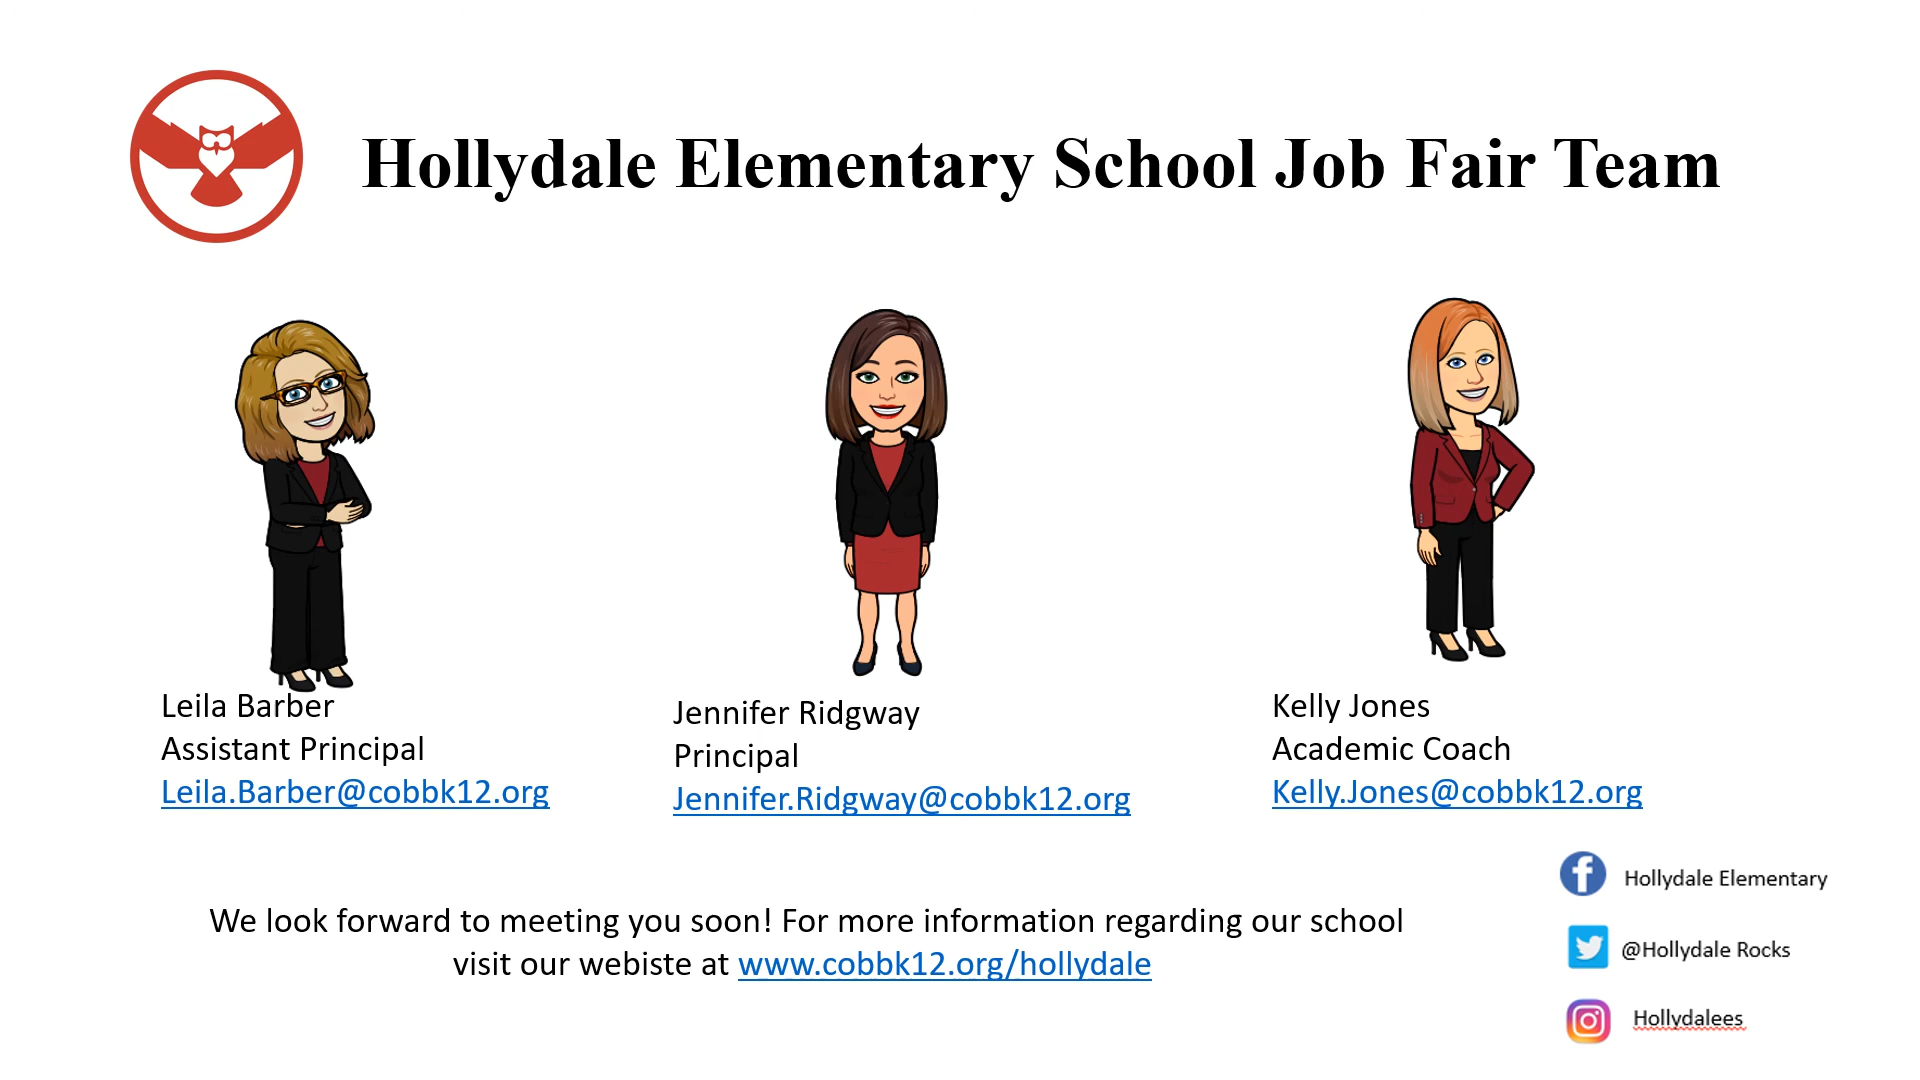 Hollydale Elementary School Job Fair Team
Leila Barber
Assistant Principal
Leila.Barber@cobbk12.org
Jennifer Ridgway
Principal
Jennifer.Ridgway@cobbk12.org
Kelly Jones
Academic Coach
Kelly.Jones@cobbk12.org
We look forward to meeting you soon! For more information regarding our school
visit our webiste at www.cobbk12.org/hollydale
Hollydale Elementary
@Hollydale Rocks
Hollydalees